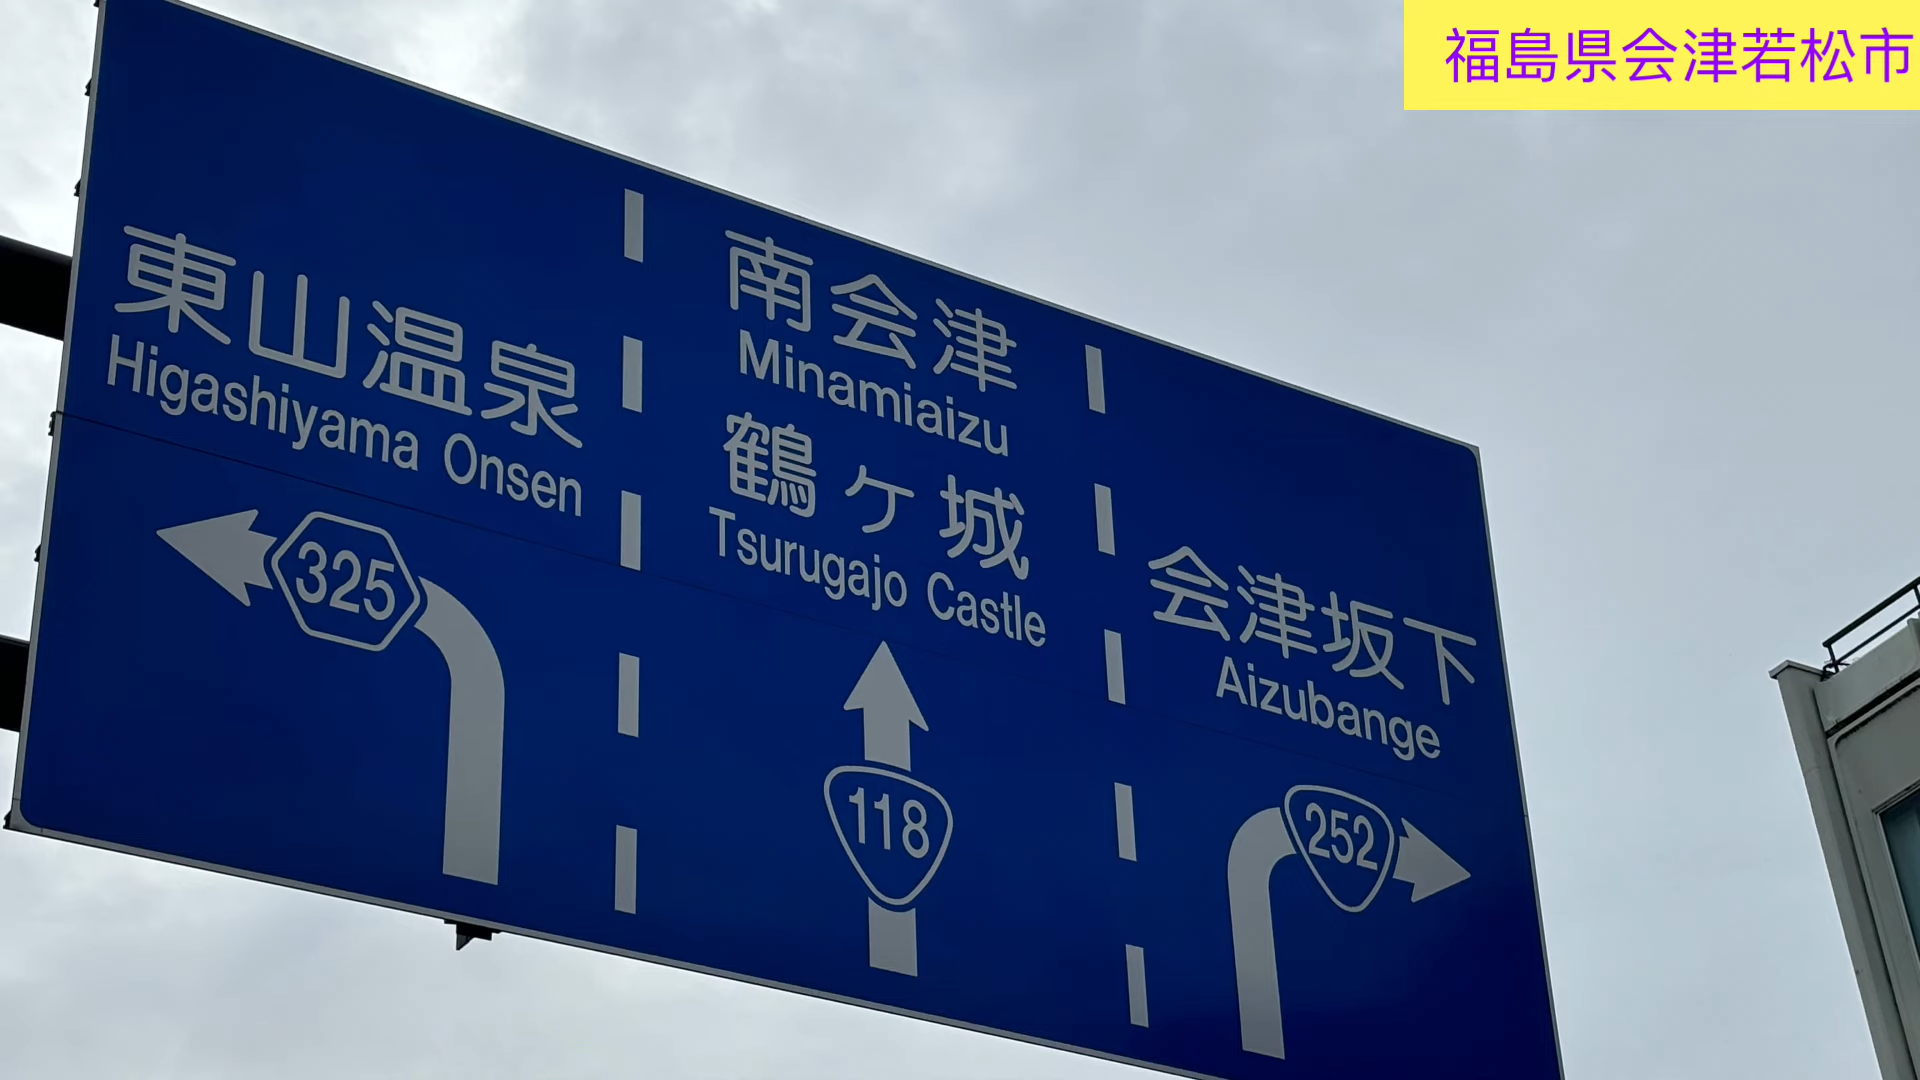 福島県会津若松市
東山温泉
Higashiyama Onsen
325
南会津
Minamiaizu
鶴ヶ城
Tsurugajo Castle
118
会津坂下
Aizubange
252